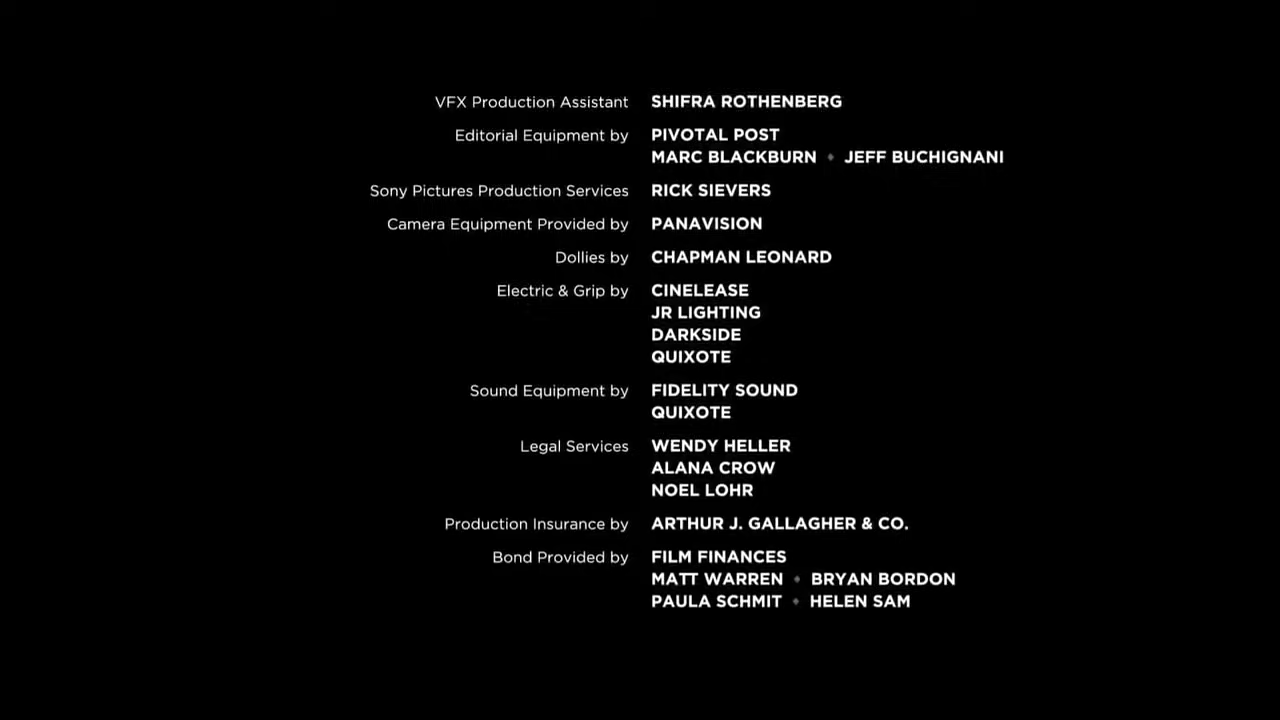 VFX Production Assistant SHIFRA ROTHENBERG
Editorial Equipment by PIVOTAL POST
MARC BLACKBURN • JEFF BUCHIGNANI
Sony Pictures Production Services RICK SIEVERS
Camera Equipment Provided by PANAVISION
Dollies by CHAPMAN LEONARD
Electric & Grip by CINELEASE
JR LIGHTING
DARKSIDE
QUIXOTE
Sound Equipment by FIDELITY SOUND
QUIXOTE
Legal Services WENDY HELLER
ALANA CROW
NOEL LOHR
Production Insurance by ARTHUR J. GALLAGHER & CO.
Bond Provided by FILM FINANCES
MATT WARREN • BRYAN BORDON
PAULA SCHMIT • HELEN SAM